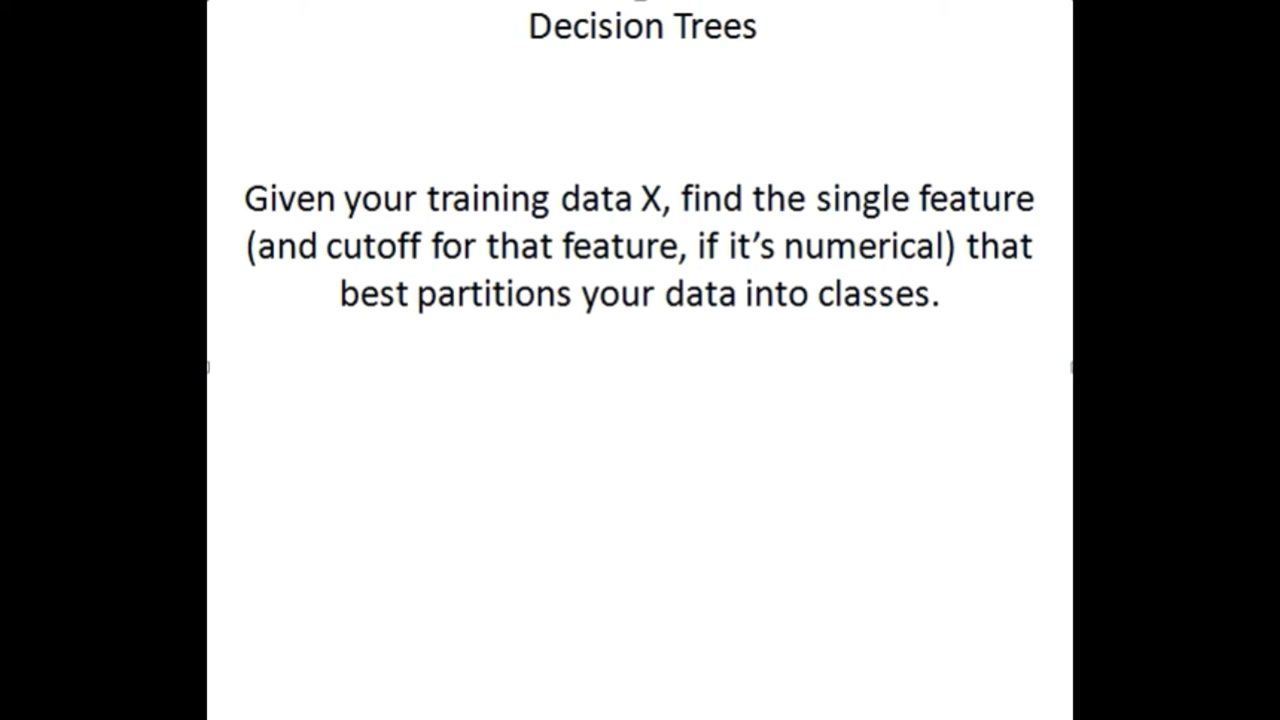 Decision Trees
Given your training data X, find the single feature
(and cutoff for that feature, if it’s numerical) that
best partitions your data into classes.